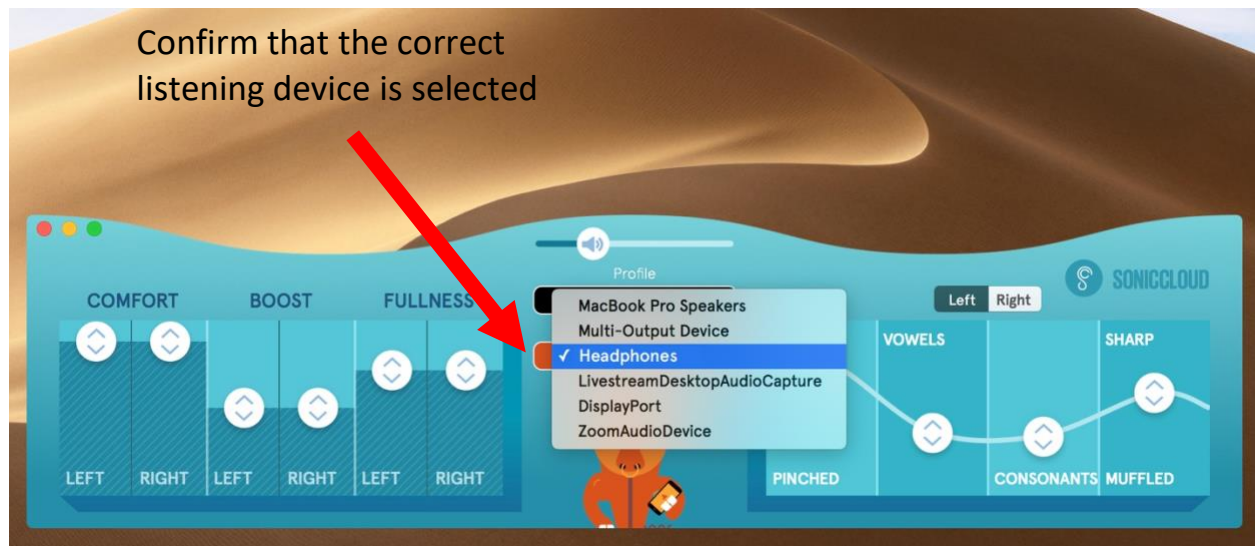 Confirm that the correct
listening device is selected
Profile
SONICCLOUD
COMFORT BOOST FULLNESS
Left Right
MacBook Pro Speakers
Multi-Output Device
✓ Headphones
LivestreamDesktopAudioCapture
DisplayPort
ZoomAudioDevice
VOWELS SHARP
LEFT RIGHT LEFT RIGHT LEFT RIGHT
PINCHED CONSONANTS MUFFLED